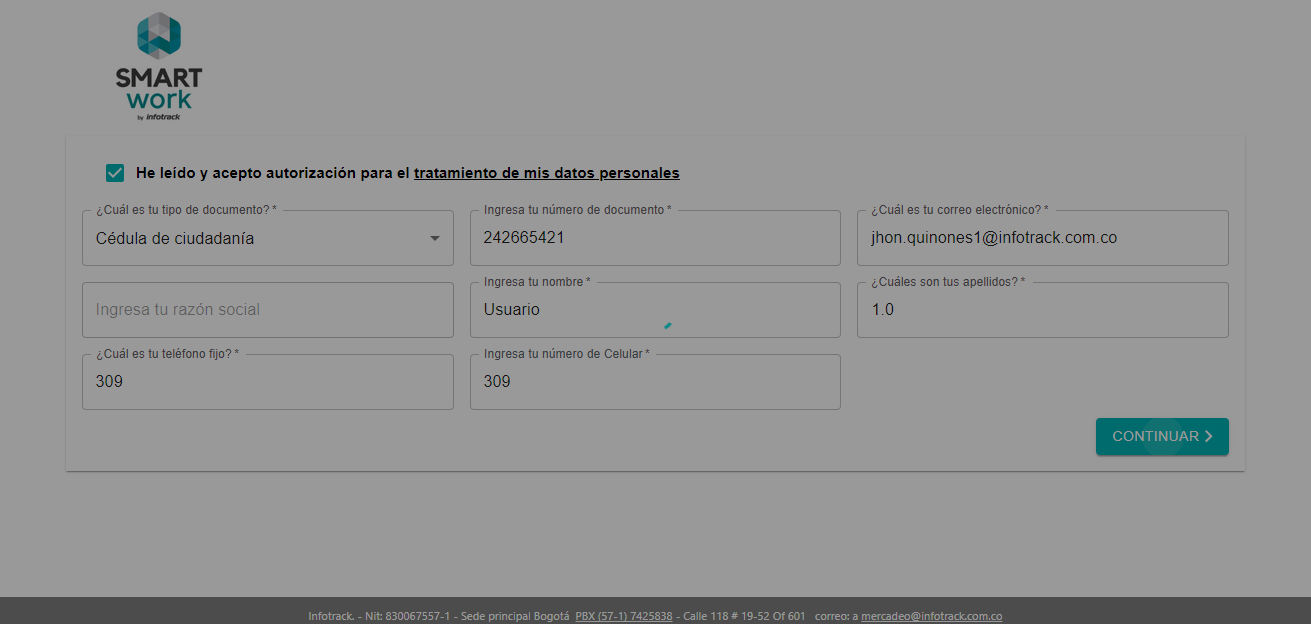 SMART
work
by infotrack
He leído y acepto autorización para el tratamiento de mis datos personales
¿Cuál es tu tipo de documento? *
Cédula de ciudadanía
Ingresa tu número de documento *
242665421
¿Cuál es tu correo electrónico? *
jhon.quinones1@infotrack.com.co
Ingresa tu razón social
Ingresa tu nombre *
Usuario
¿Cuáles son tus apellidos? *
1.0
¿Cuál es tu teléfono fijo? *
309
Ingresa tu número de Celular *
309
CONTINUAR
Infotrack. - Nit: 830067557-1 - Sede principal Bogotá PBX (57-1) 7425838 - Calle 118 # 19-52 Of 601 correo: a mercadeo@infotrack.com.co